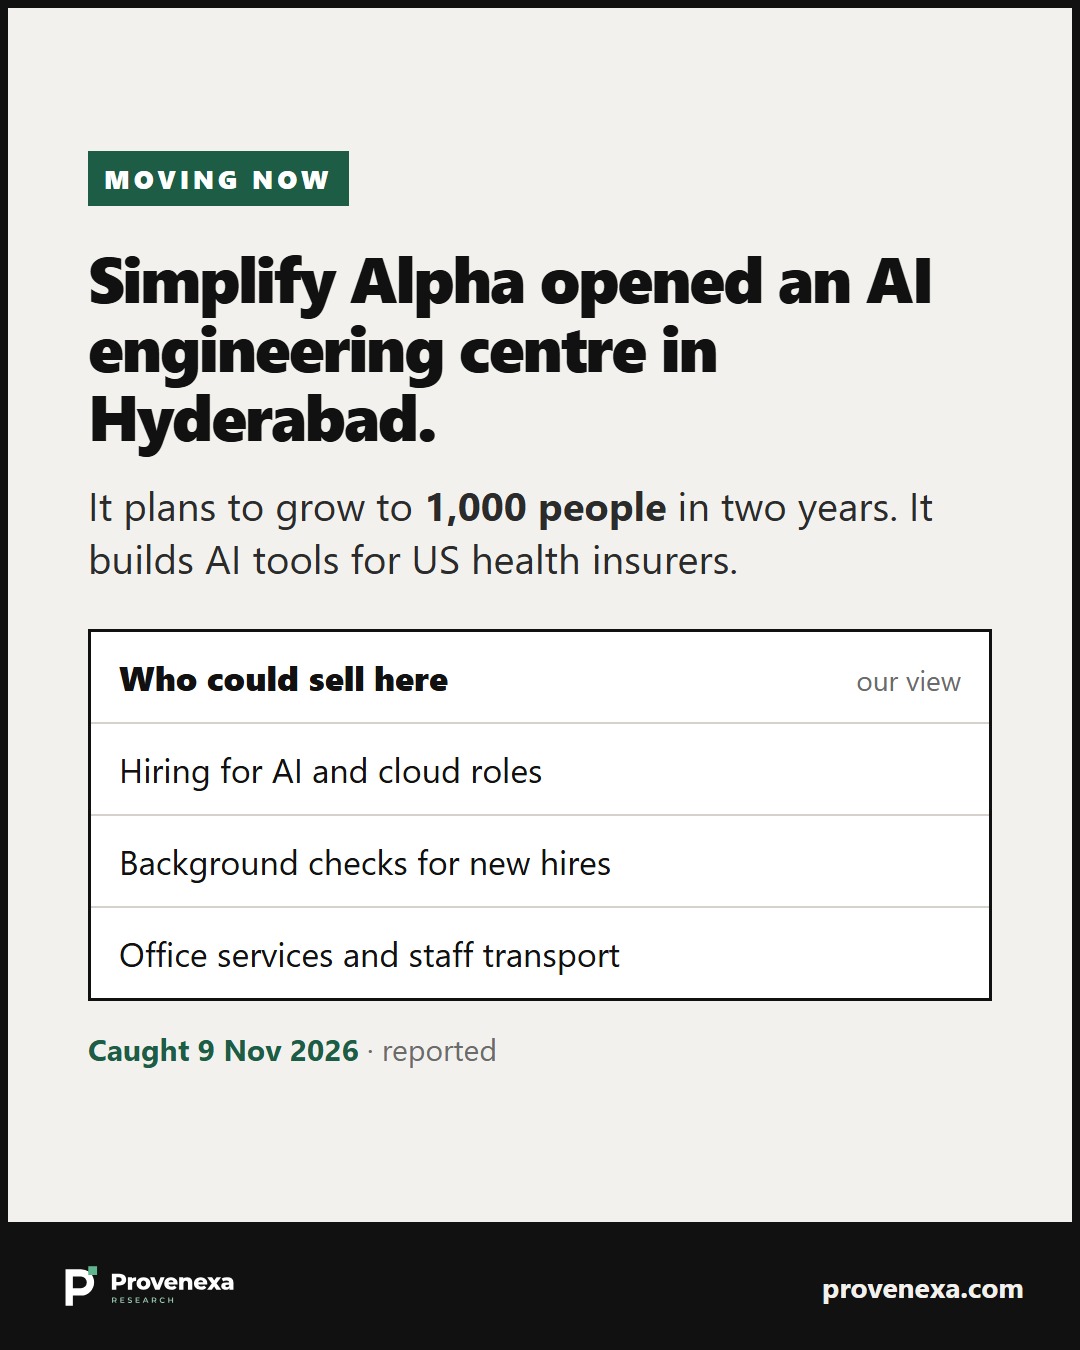 MOVING NOW
Simplify Alpha opened an AI
engineering centre in
Hyderabad.
It plans to grow to 1,000 people in two years. It
builds AI tools for US health insurers.
Who could sell here
our view
Hiring for AI and cloud roles
Background checks for new hires
Office services and staff transport
Caught 9 Nov 2026 · reported
Provenexa
RESEARCH
provenexa.com